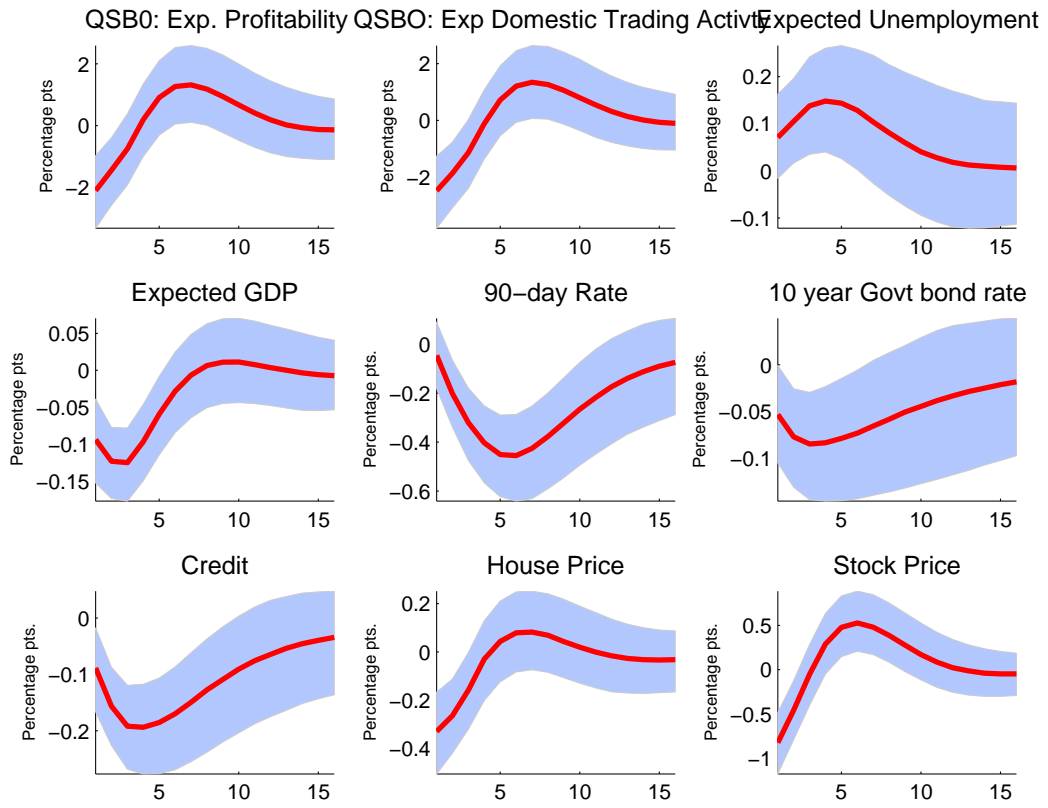 QSB0: Exp. Profitability
QSBO: Exp Domestic Trading Activty
Expected Unemployment
Percentage pts
2
0
−2
5 10 15
Percentage pts
2
0
−2
5 10 15
Percentage pts
0.2
0.1
0
−0.1
5 10 15
Expected GDP
90−day Rate
10 year Govt bond rate
Percentage pts
0.05
0
−0.05
−0.1
−0.15
5 10 15
Percentage pts.
0
−0.2
−0.4
−0.6
5 10 15
Percentage pts.
0
−0.05
−0.1
5 10 15
Credit
House Price
Stock Price
Percentage pts.
0
−0.1
−0.2
5 10 15
Percentage pts.
0.2
0
−0.2
−0.4
5 10 15
Percentage pts.
0.5
0
−0.5
−1
5 10 15